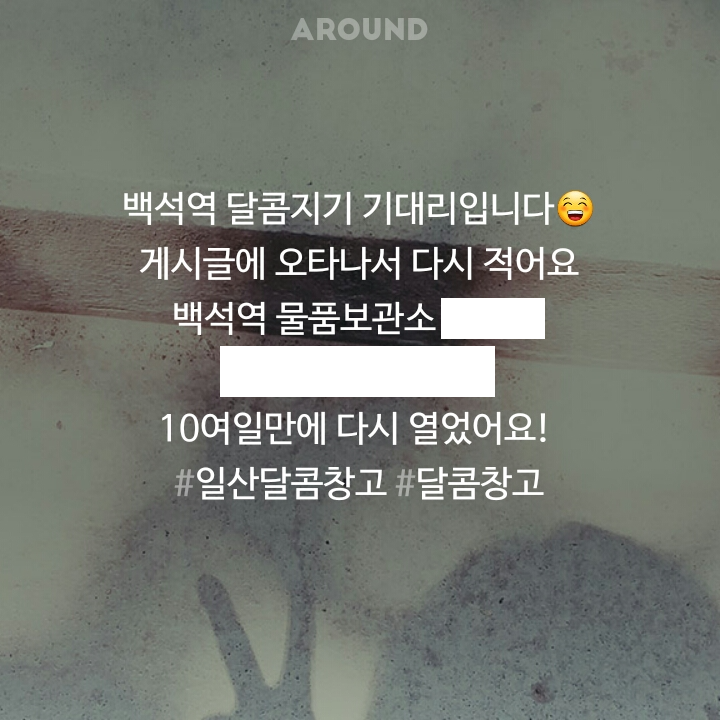 AROUND
백석역 달콤지기 기대리입니다😁
게시글에 오타나서 다시 적어요
백석역 물품보관소
10여일만에 다시 열었어요!
#일산달콤창고 #달콤창고